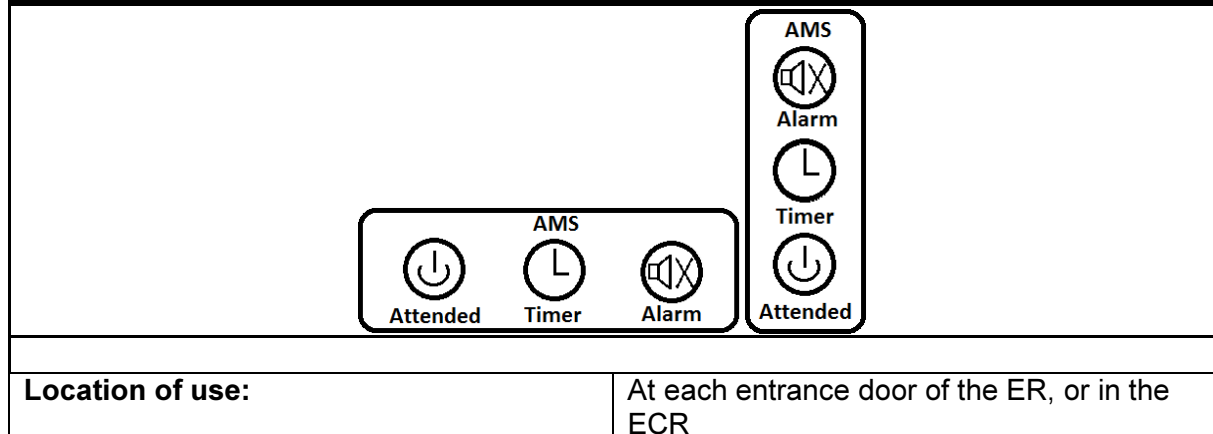 AMS
Alarm
Timer
Attended
AMS
Attended Timer Alarm
Location of use: At each entrance door of the ER, or in the
ECR